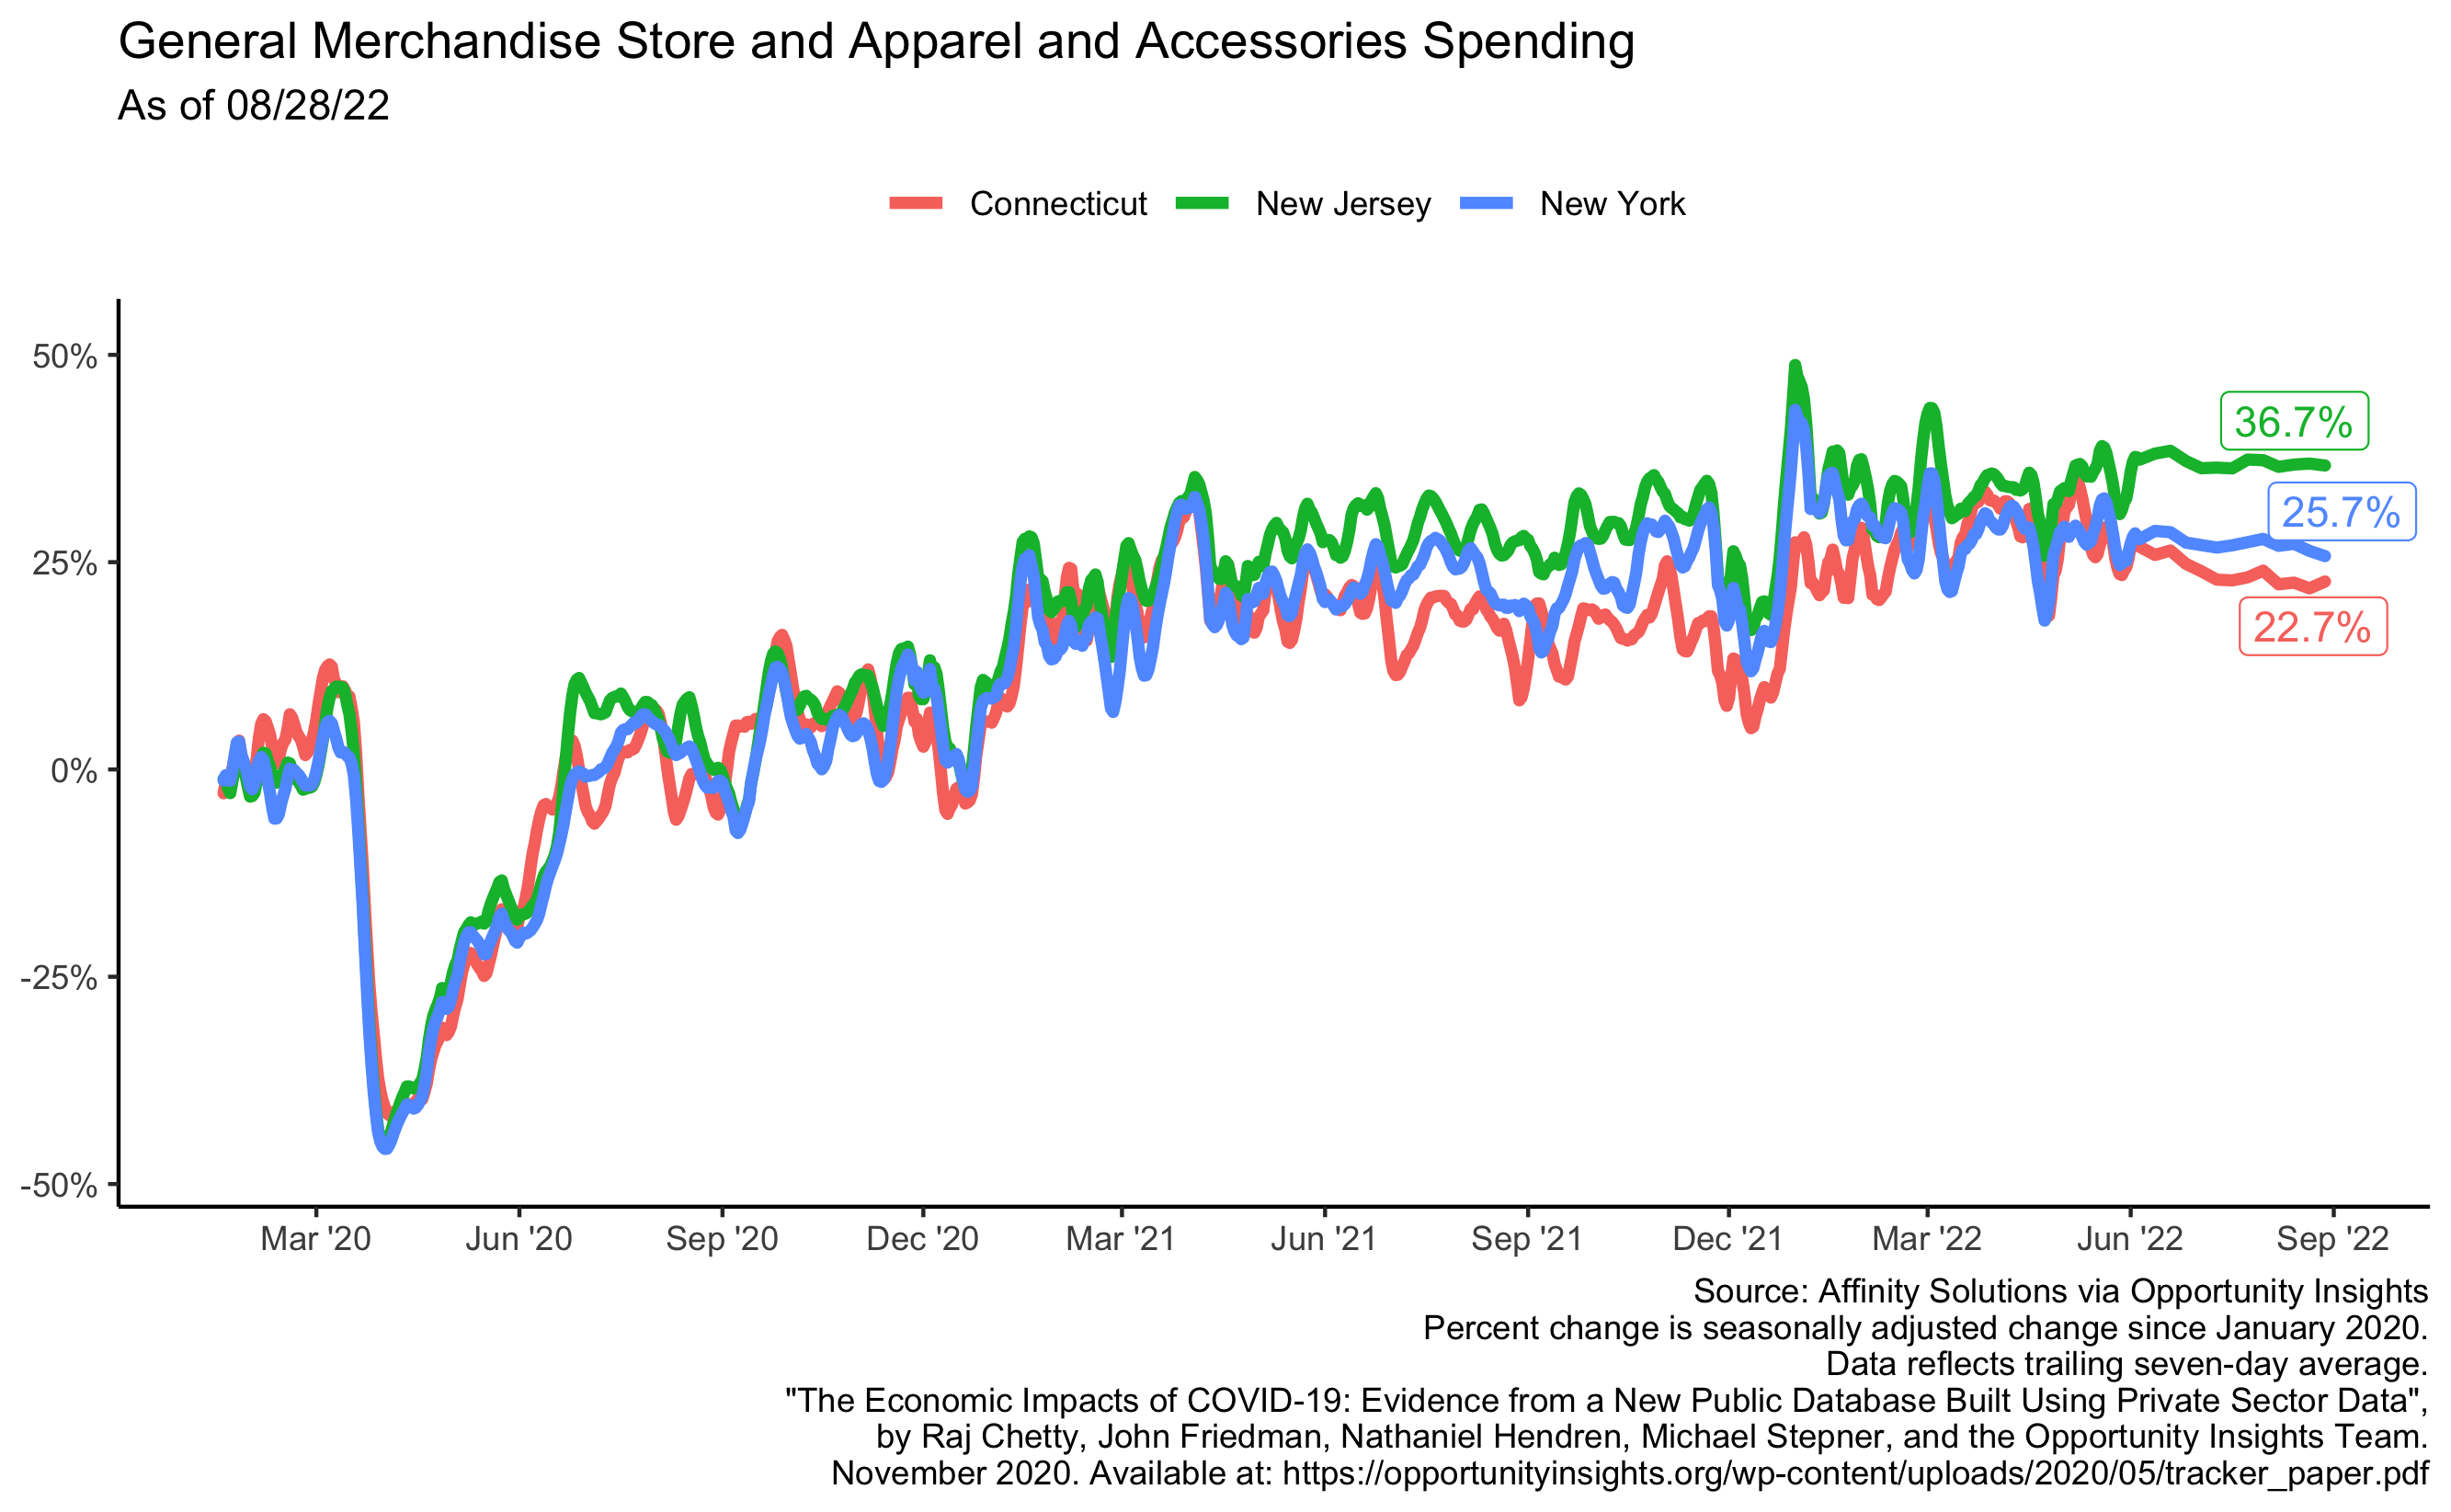 General Merchandise Store and Apparel and Accessories Spending
As of 08/28/22
Connecticut New Jersey New York
50%
25%
0%
-25%
-50%
36.7%
25.7%
22.7%
Mar '20 Jun '20 Sep '20 Dec '20 Mar '21 Jun '21 Sep '21 Dec '21 Mar '22 Jun '22 Sep '22
Source: Affinity Solutions via Opportunity Insights
Percent change is seasonally adjusted change since January 2020.
Data reflects trailing seven-day average.
"The Economic Impacts of COVID-19: Evidence from a New Public Database Built Using Private Sector Data",
by Raj Chetty, John Friedman, Nathaniel Hendren, Michael Stepner, and the Opportunity Insights Team.
November 2020. Available at: https://opportunityinsights.org/wp-content/uploads/2020/05/tracker_paper.pdf